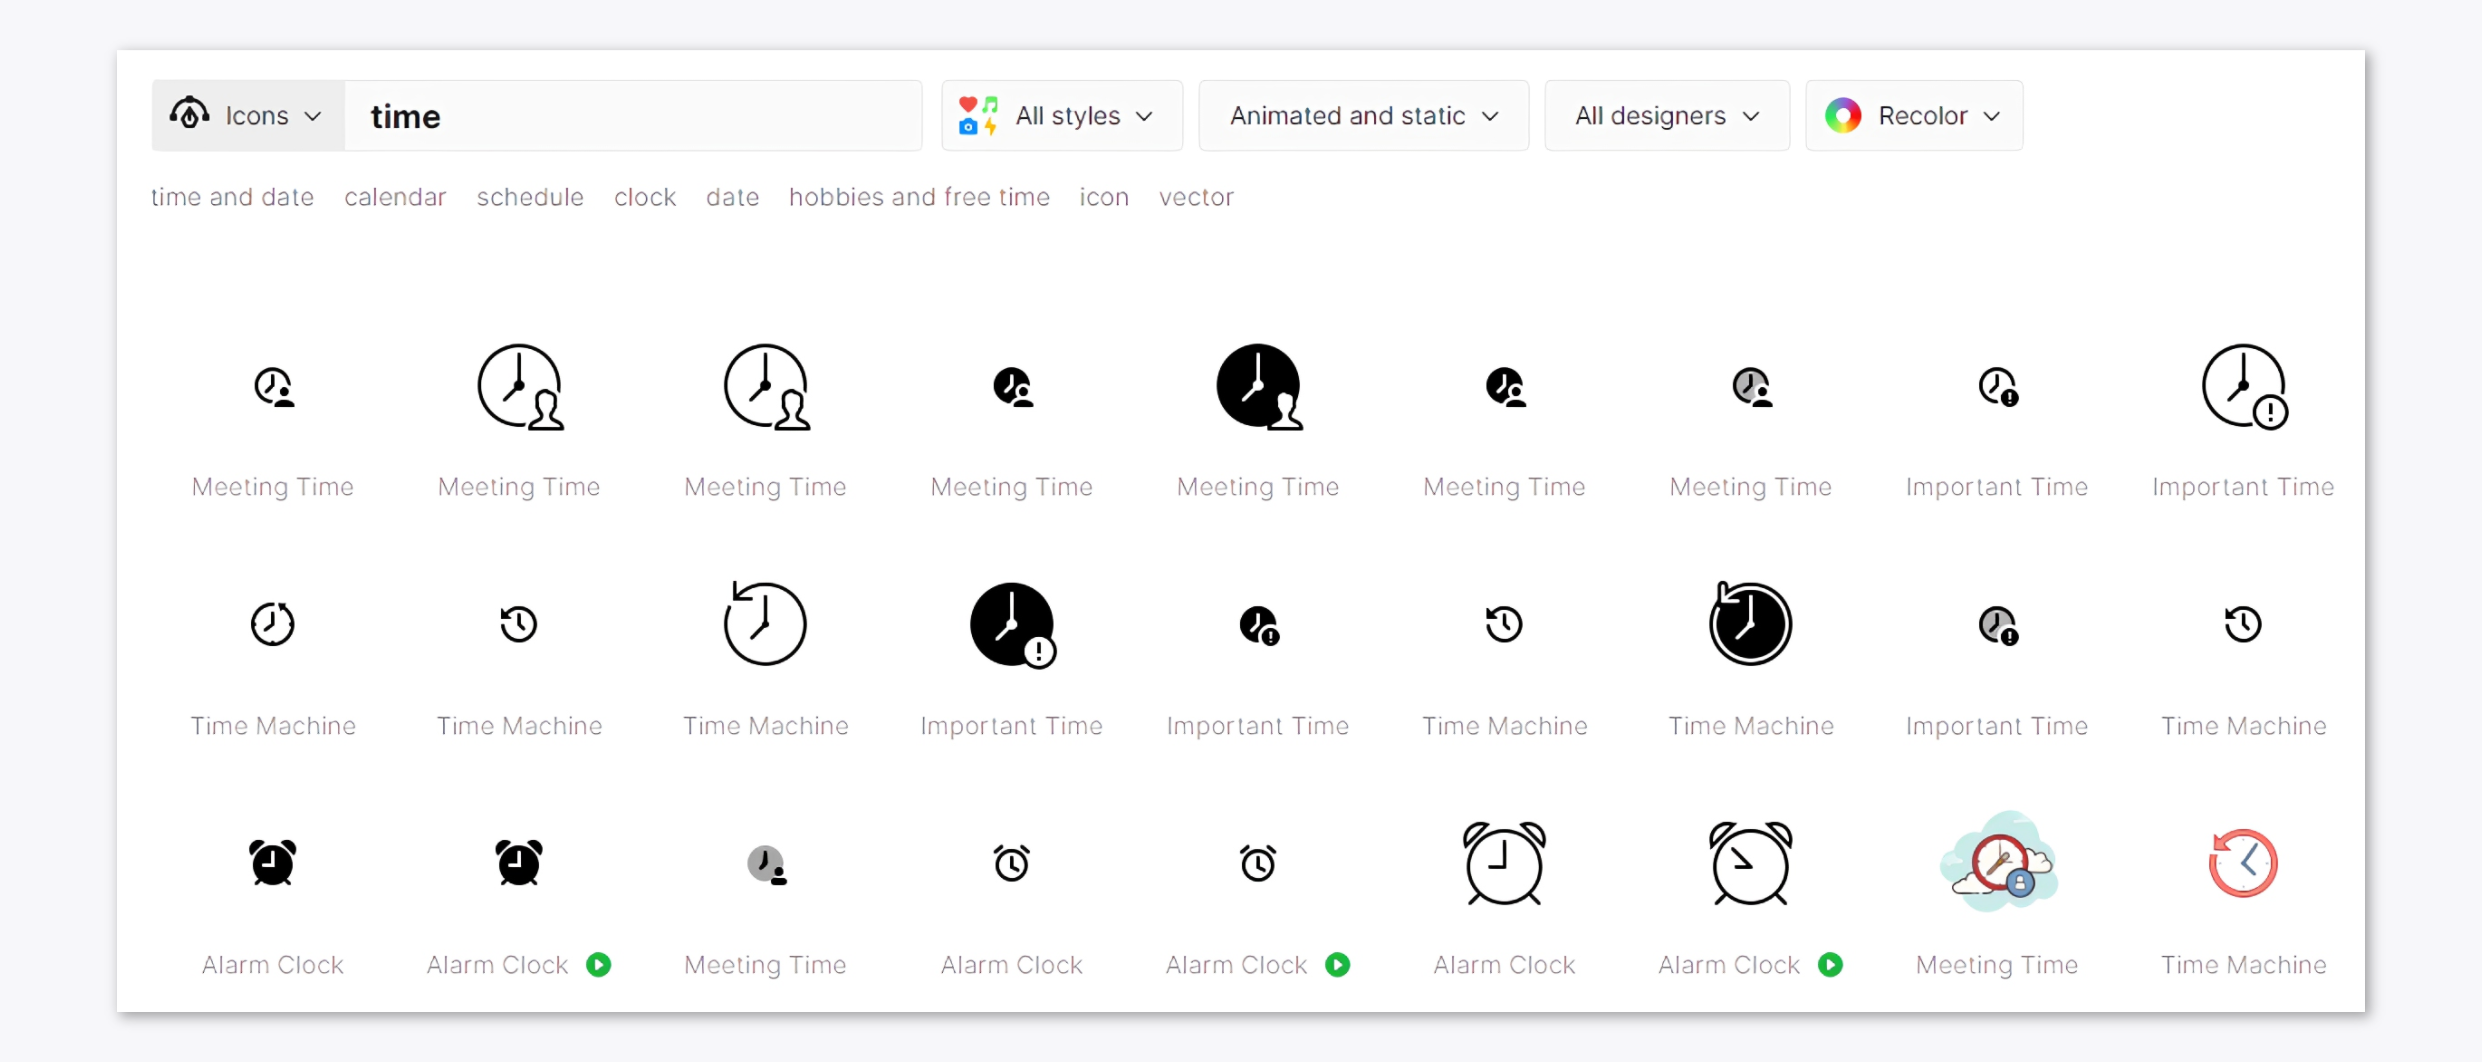 Icons time All styles Animated and static All designers Recolor
time and date calendar schedule clock date hobbies and free time icon vector
Meeting Time Meeting Time Meeting Time Meeting Time Meeting Time Meeting Time Meeting Time Important Time Important Time
Time Machine Time Machine Time Machine Important Time Important Time Time Machine Time Machine Important Time Time Machine
Alarm Clock Alarm Clock Meeting Time Alarm Clock Alarm Clock Alarm Clock Alarm Clock Meeting Time Time Machine